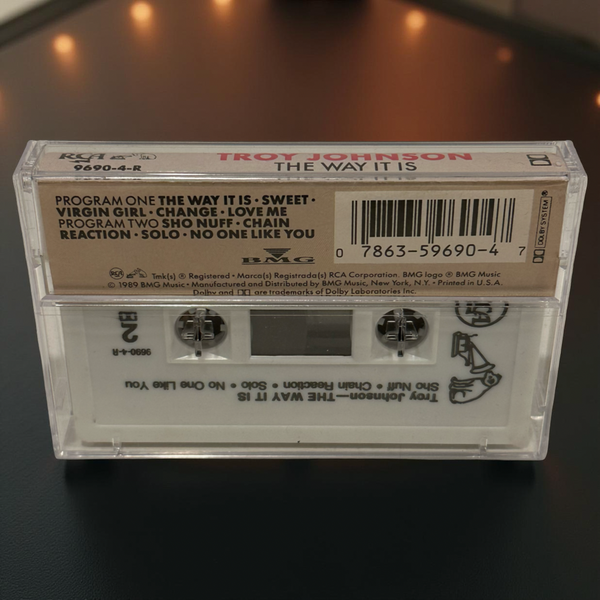 RCA
TROY JOHNSON
9690-4-R
THE WAY IT IS
PROGRAM ONE THE WAY IT IS • SWEET •
VIRGIN GIRL • CHANGE • LOVE ME
PROGRAM TWO SHO NUFF • CHAIN
REACTION • SOLO • NO ONE LIKE YOU
BMG
0 7863-59690-4 7
DOLBY SYSTEM ®
Tmk(s) ® Registered • Marca(s) Registrada(s) RCA Corporation. BMG logo ® BMG Music
© 1989 BMG Music • Manufactured and Distributed by BMG Music, New York, N.Y. • Printed in U.S.A.
Dolby and are trademarks of Dolby Laboratories Inc.
Troy Johnson—THE WAY IT IS
Sho Nuff • Chain Reaction • Solo • No One Like You
9690-4-R
2